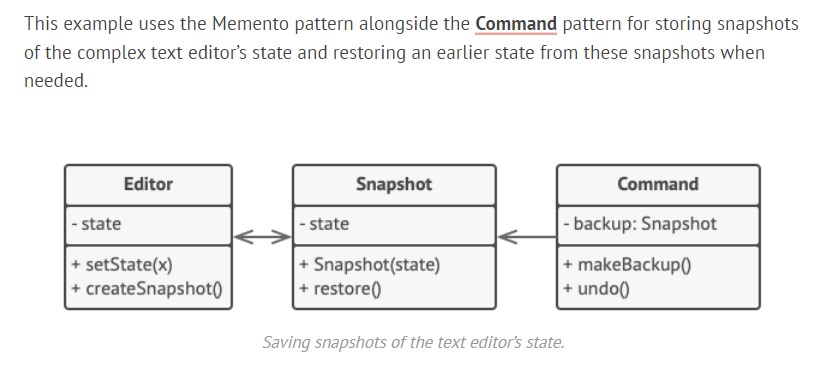 This example uses the Memento pattern alongside the Command pattern for storing snapshots
of the complex text editor's state and restoring an earlier state from these snapshots when
needed.
Editor
- state
+ setState(x)
+ createSnapshot()
Snapshot
- state
+ Snapshot(state)
+ restore()
Command
- backup: Snapshot
+ makeBackup()
+ undo()
Saving snapshots of the text editor's state.